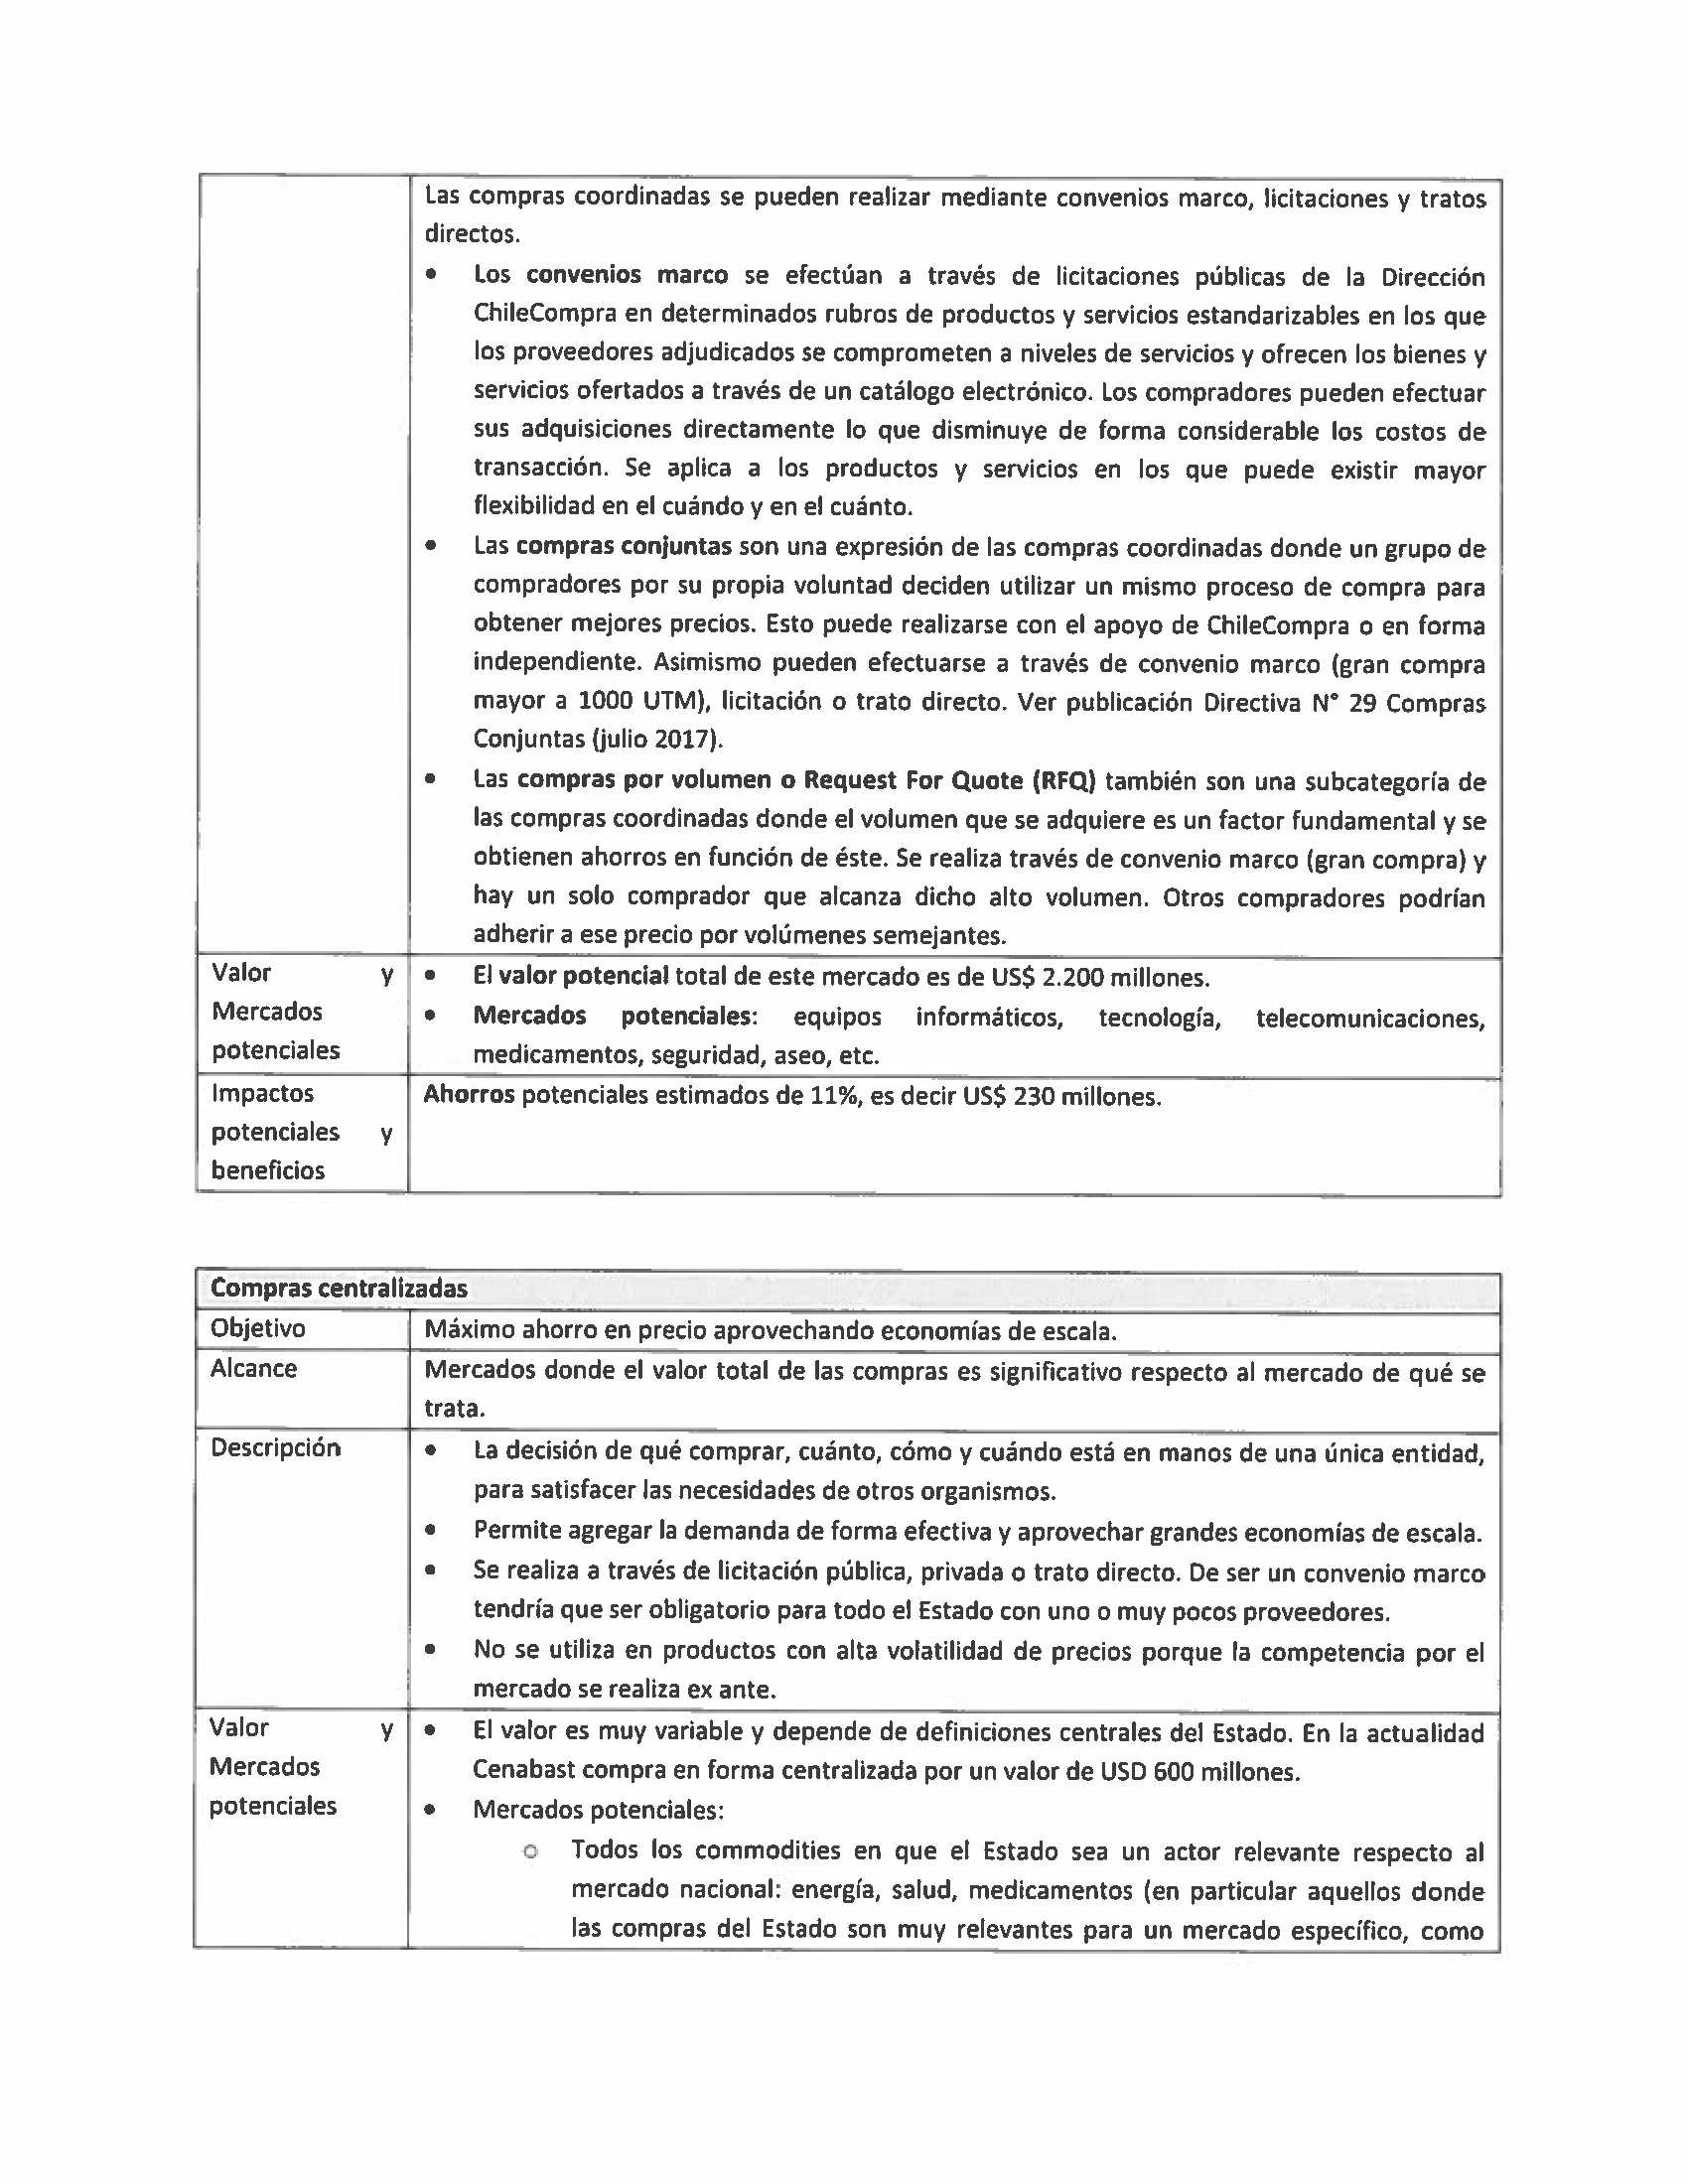 Las compras coordinadas se pueden realizar mediante convenios marco, licitaciones y tratos
directos.
• Los convenios marco se efectúan a través de licitaciones públicas de la Dirección
ChileCompra en determinados rubros de productos y servicios estandarizables en los que
los proveedores adjudicados se comprometen a niveles de servicios y ofrecen los bienes y
servicios ofertados a través de un catálogo electrónico. Los compradores pueden efectuar
sus adquisiciones directamente lo que disminuye de forma considerable los costos de
transacción. Se aplica a los productos y servicios en los que puede existir mayor
flexibilidad en el cuándo y en el cuánto.
• Las compras conjuntas son una expresión de las compras coordinadas donde un grupo de
compradores por su propia voluntad deciden utilizar un mismo proceso de compra para
obtener mejores precios. Esto puede realizarse con el apoyo de ChileCompra o en forma
independiente. Asimismo pueden efectuarse a través de convenio marco (gran compra
mayor a 1000 UTM), licitación o trato directo. Ver publicación Directiva N° 29 Compras
Conjuntas (julio 2017).
• Las compras por volumen o Request For Quote (RFQ) también son una subcategoría de
las compras coordinadas donde el volumen que se adquiere es un factor fundamental y se
obtienen ahorros en función de éste. Se realiza través de convenio marco (gran compra) y
hay un solo comprador que alcanza dicho alto volumen. Otros compradores podrían
adherir a ese precio por volúmenes semejantes.
Valor y
Mercados
potenciales
• El valor potencial total de este mercado es de US$ 2.200 millones.
• Mercados potenciales: equipos informáticos, tecnología, telecomunicaciones,
medicamentos, seguridad, aseo, etc.
Impactos
potenciales y
beneficios
Ahorros potenciales estimados de 11%, es decir US$ 230 millones.
Compras centralizadas
Objetivo
Máximo ahorro en precio aprovechando economías de escala.
Alcance
Mercados donde el valor total de las compras es significativo respecto al mercado de qué se
trata.
Descripción
• La decisión de qué comprar, cuánto, cómo y cuándo está en manos de una única entidad,
para satisfacer las necesidades de otros organismos.
• Permite agregar la demanda de forma efectiva y aprovechar grandes economías de escala.
• Se realiza a través de licitación pública, privada o trato directo. De ser un convenio marco
tendría que ser obligatorio para todo el Estado con uno o muy pocos proveedores.
• No se utiliza en productos con alta volatilidad de precios porque la competencia por el
mercado se realiza ex ante.
Valor y
Mercados
potenciales
• El valor es muy variable y depende de definiciones centrales del Estado. En la actualidad
Cenabast compra en forma centralizada por un valor de USD 600 millones.
• Mercados potenciales:
o Todos los commodities en que el Estado sea un actor relevante respecto al
mercado nacional: energía, salud, medicamentos (en particular aquellos donde
las compras del Estado son muy relevantes para un mercado específico, como